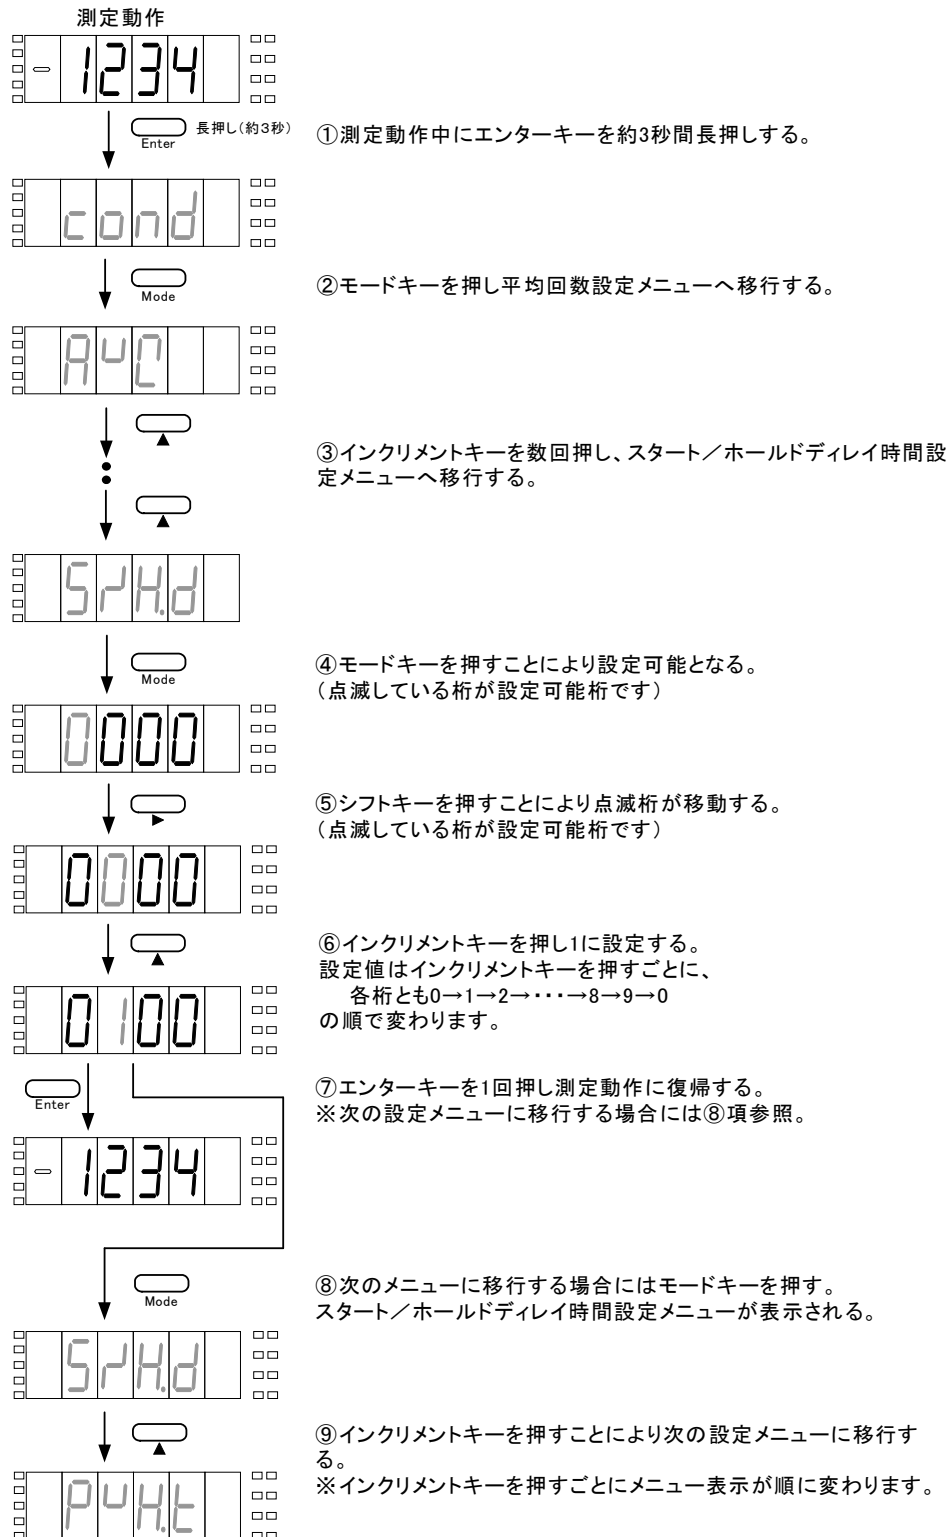 測定動作
- 1234
長押し(約3秒)
Enter
①測定動作中にエンターキーを約3秒間長押しする。
cond
Mode
②モードキーを押し平均回数設定メニューへ移行する。
③インクリメントキーを数回押し、スタート／ホールドディレイ時間設
定メニューへ移行する。
Mode
④モードキーを押すことにより設定可能となる。
(点滅している桁が設定可能桁です)
0000
⑤シフトキーを押すことにより点滅桁が移動する。
(点滅している桁が設定可能桁です)
0000
⑥インクリメントキーを押し1に設定する。
設定値はインクリメントキーを押すごとに、
各桁とも0→1→2→・・・→8→9→0
の順で変わります。
0100
Enter
⑦エンターキーを1回押し測定動作に復帰する。
※次の設定メニューに移行する場合には⑧項参照。
- 1234
Mode
⑧次のメニューに移行する場合にはモードキーを押す。
スタート／ホールドディレイ時間設定メニューが表示される。
⑨インクリメントキーを押すことにより次の設定メニューに移行す
る。
※インクリメントキーを押すごとにメニュー表示が順に変わります。